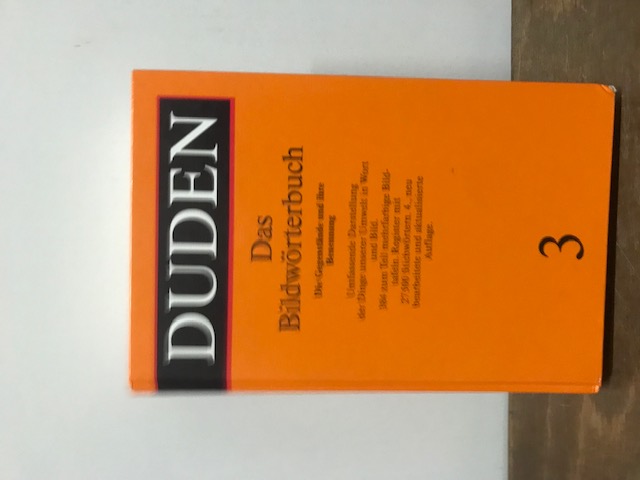 DUDEN
Das
Bildwörterbuch
Die Gegenstände und ihre
Benennung
Umfassende Darstellung
der Dinge unserer Umwelt in Wort
und Bild.
384 zum Teil mehrfarbige Bild-
tafeln. Register mit
27 500 Stichwörtern. 4., neu
bearbeitete und aktualisierte
Auflage.
3